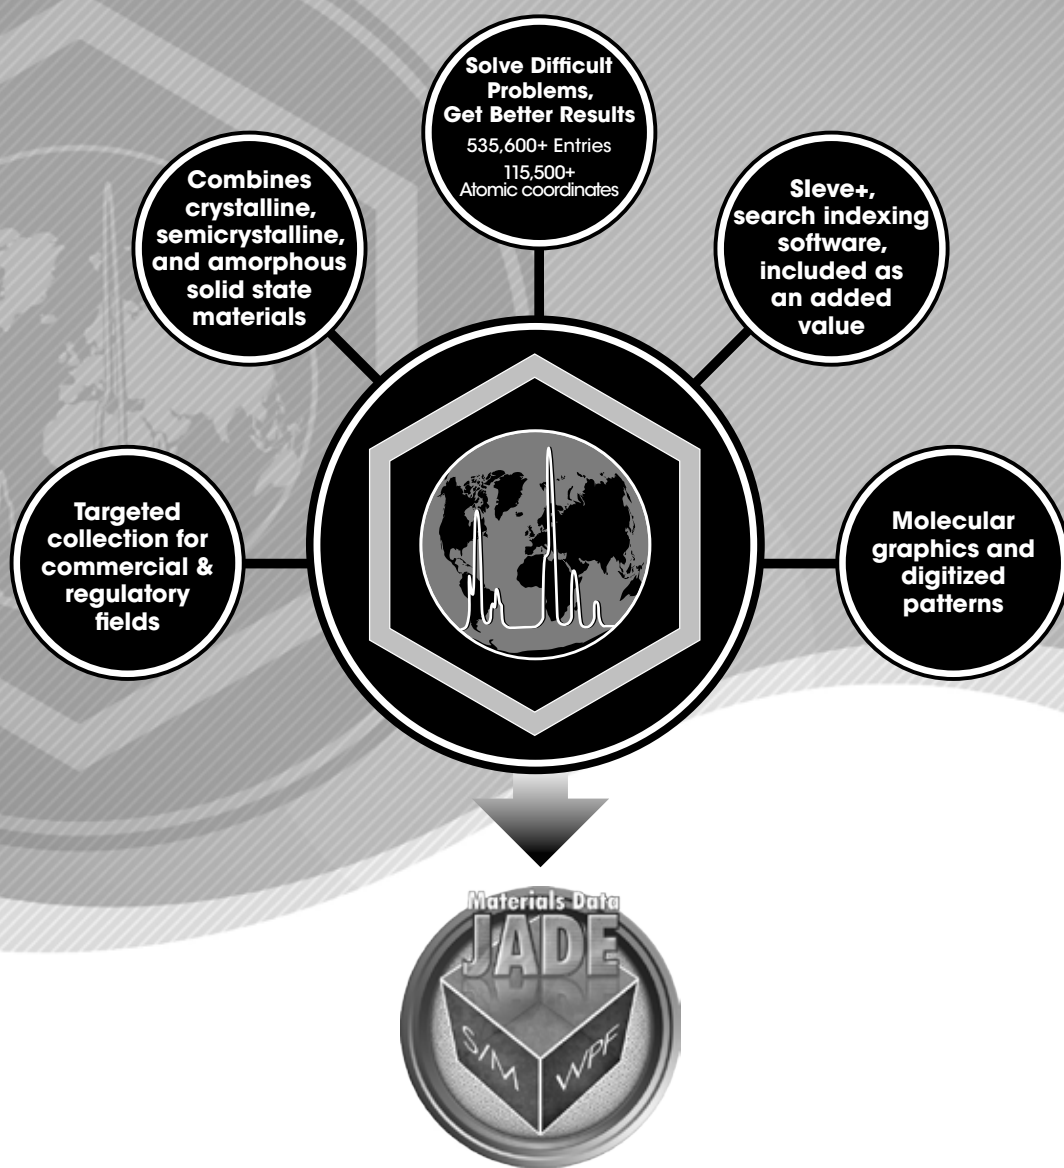 Solve Difficult
Problems,
Get Better Results
535,600+ Entries
115,500+
Atomic coordinates
Combines
crystalline,
semicrystalline,
and amorphous
solid state
materials
SIeve+,
search indexing
software,
included as
an added
value
Targeted
collection for
commercial &
regulatory
fields
Molecular
graphics and
digitized
patterns
Materials Data
JADE
S/M
WPF